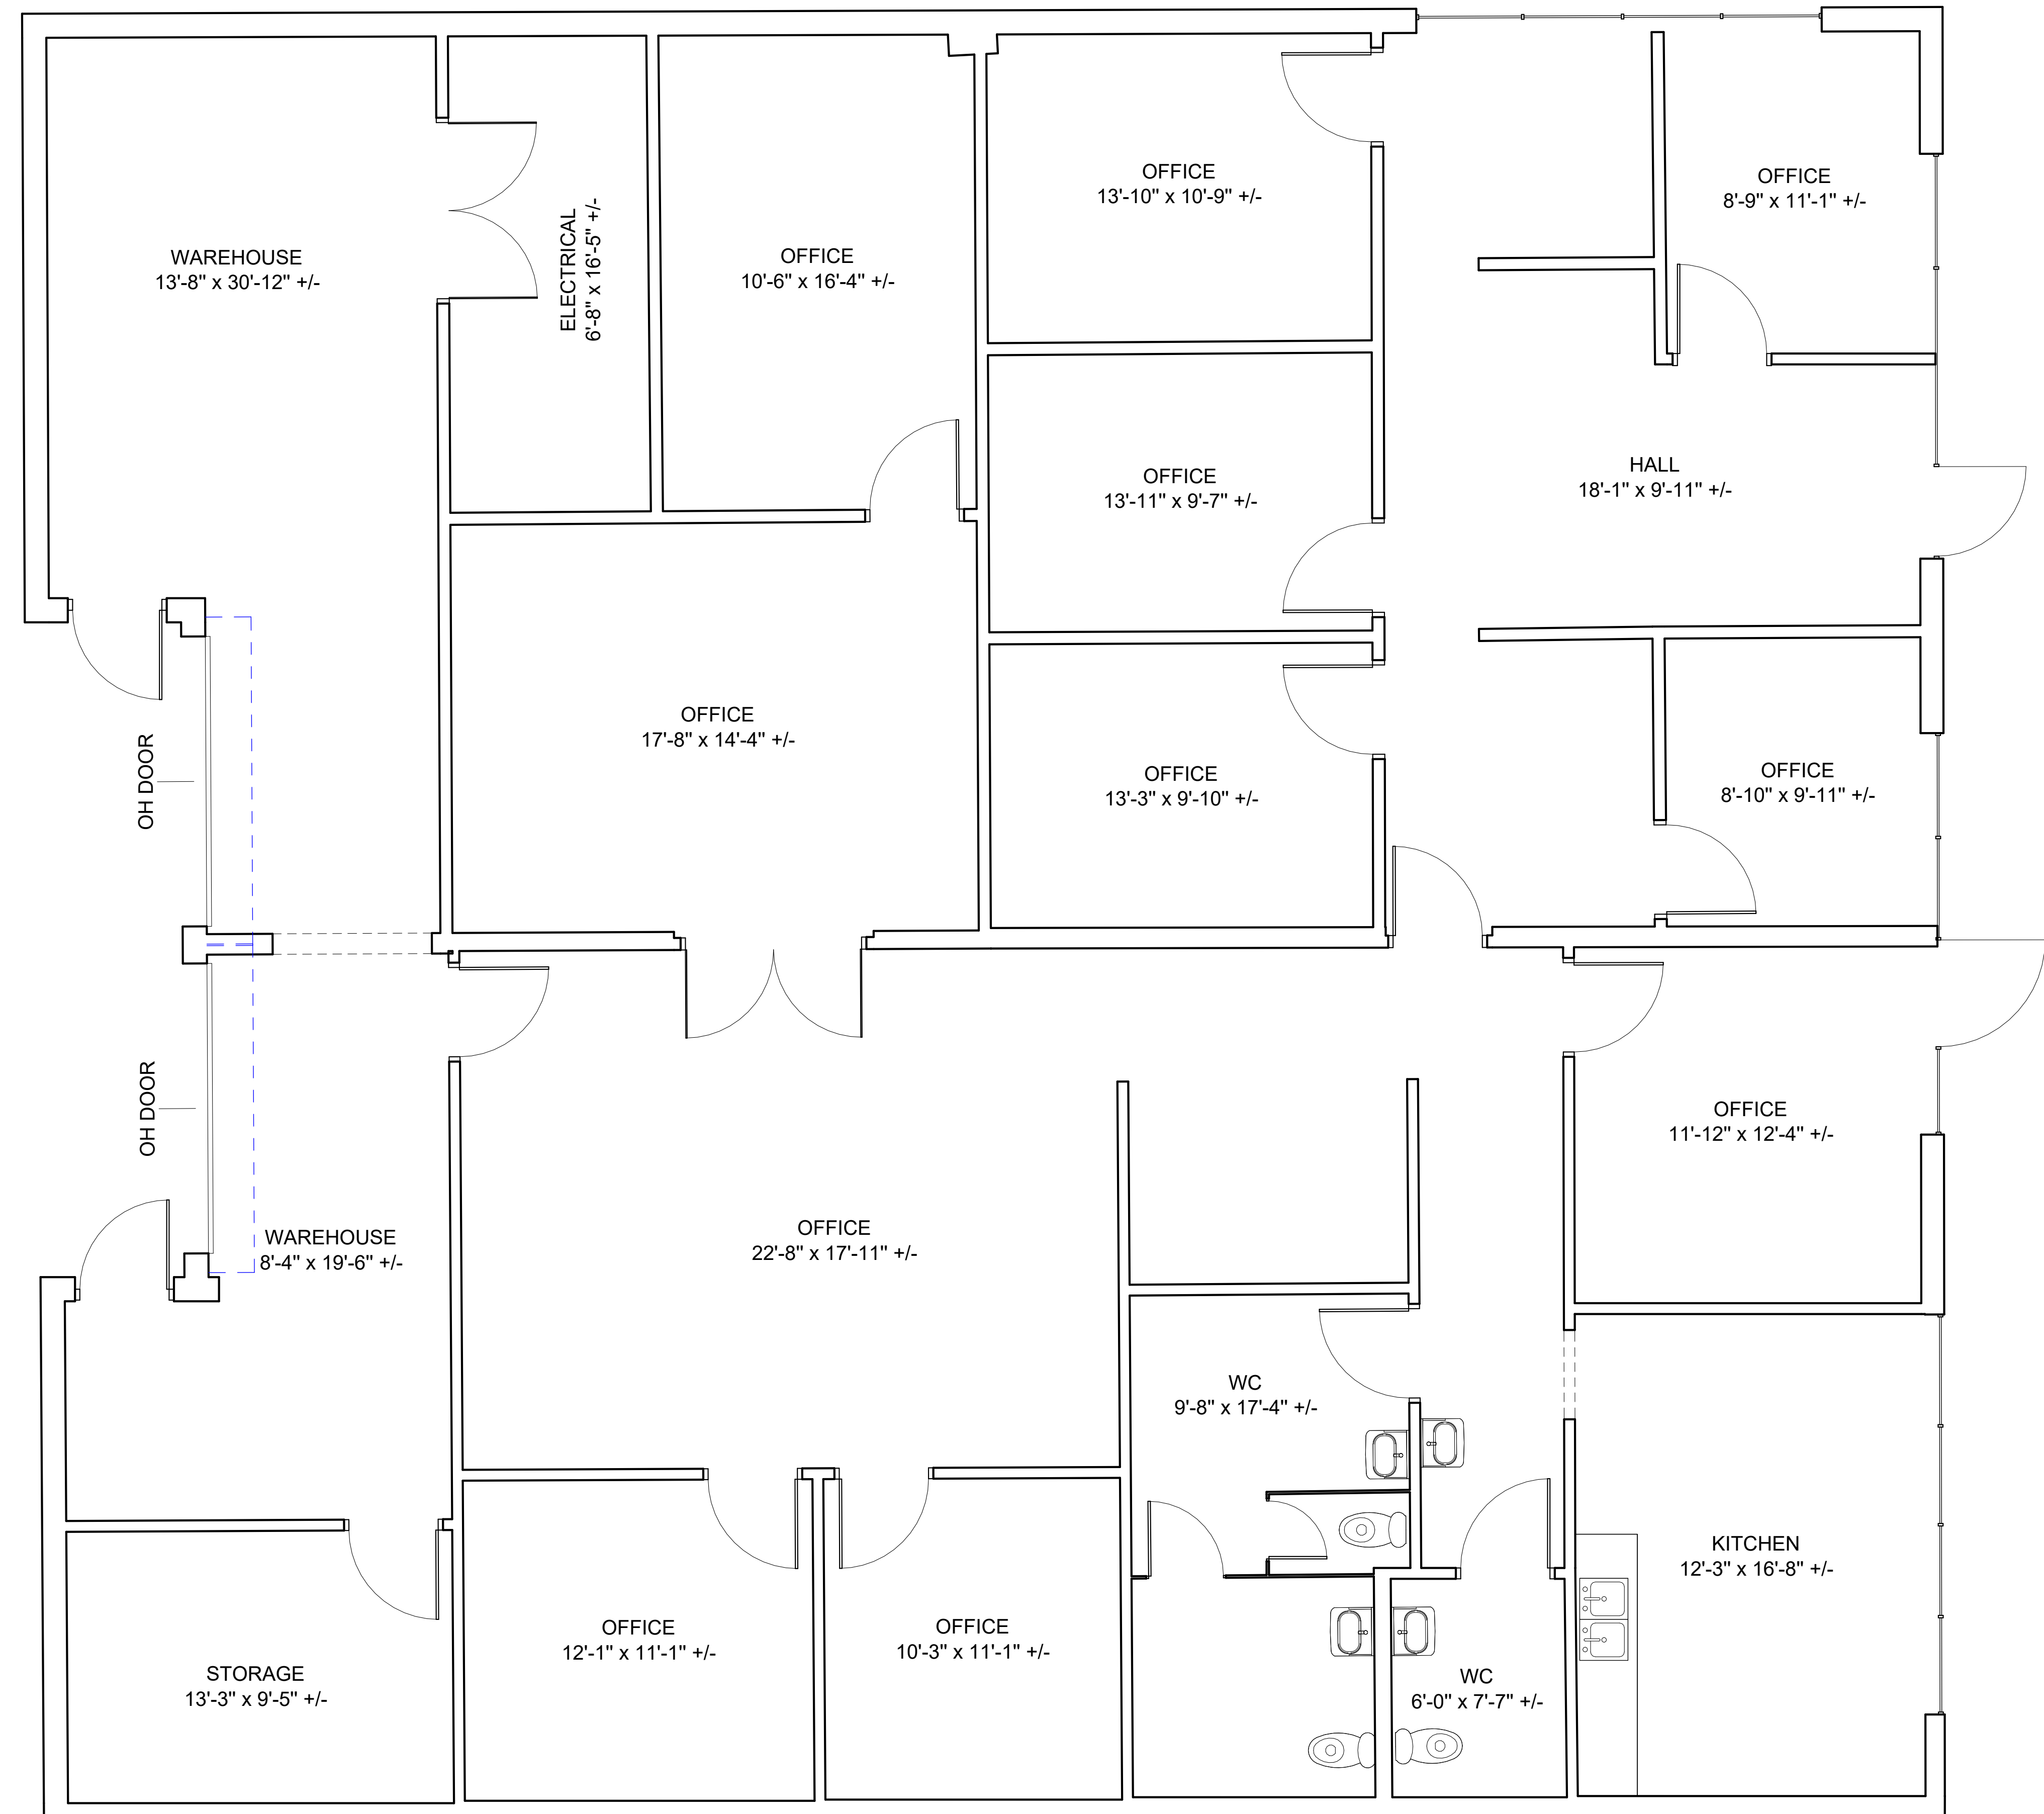 OFFICE
13'-10" x 10'-9" +/-
OFFICE
8'-9" x 11'-1" +/-
WAREHOUSE
13'-8" x 30'-12" +/-
ELECTRICAL
6'-8" x 16'-5" +/-
OFFICE
10'-6" x 16'-4" +/-
OFFICE
13'-11" x 9'-7" +/-
HALL
18'-1" x 9'-11" +/-
OH DOOR
OFFICE
17'-8" x 14'-4" +/-
OFFICE
13'-3" x 9'-10" +/-
OFFICE
8'-10" x 9'-11" +/-
OH DOOR
OFFICE
11'-12" x 12'-4" +/-
WAREHOUSE
8'-4" x 19'-6" +/-
OFFICE
22'-8" x 17'-11" +/-
WC
9'-8" x 17'-4" +/-
KITCHEN
12'-3" x 16'-8" +/-
STORAGE
13'-3" x 9'-5" +/-
OFFICE
12'-1" x 11'-1" +/-
OFFICE
10'-3" x 11'-1" +/-
WC
6'-0" x 7'-7" +/-